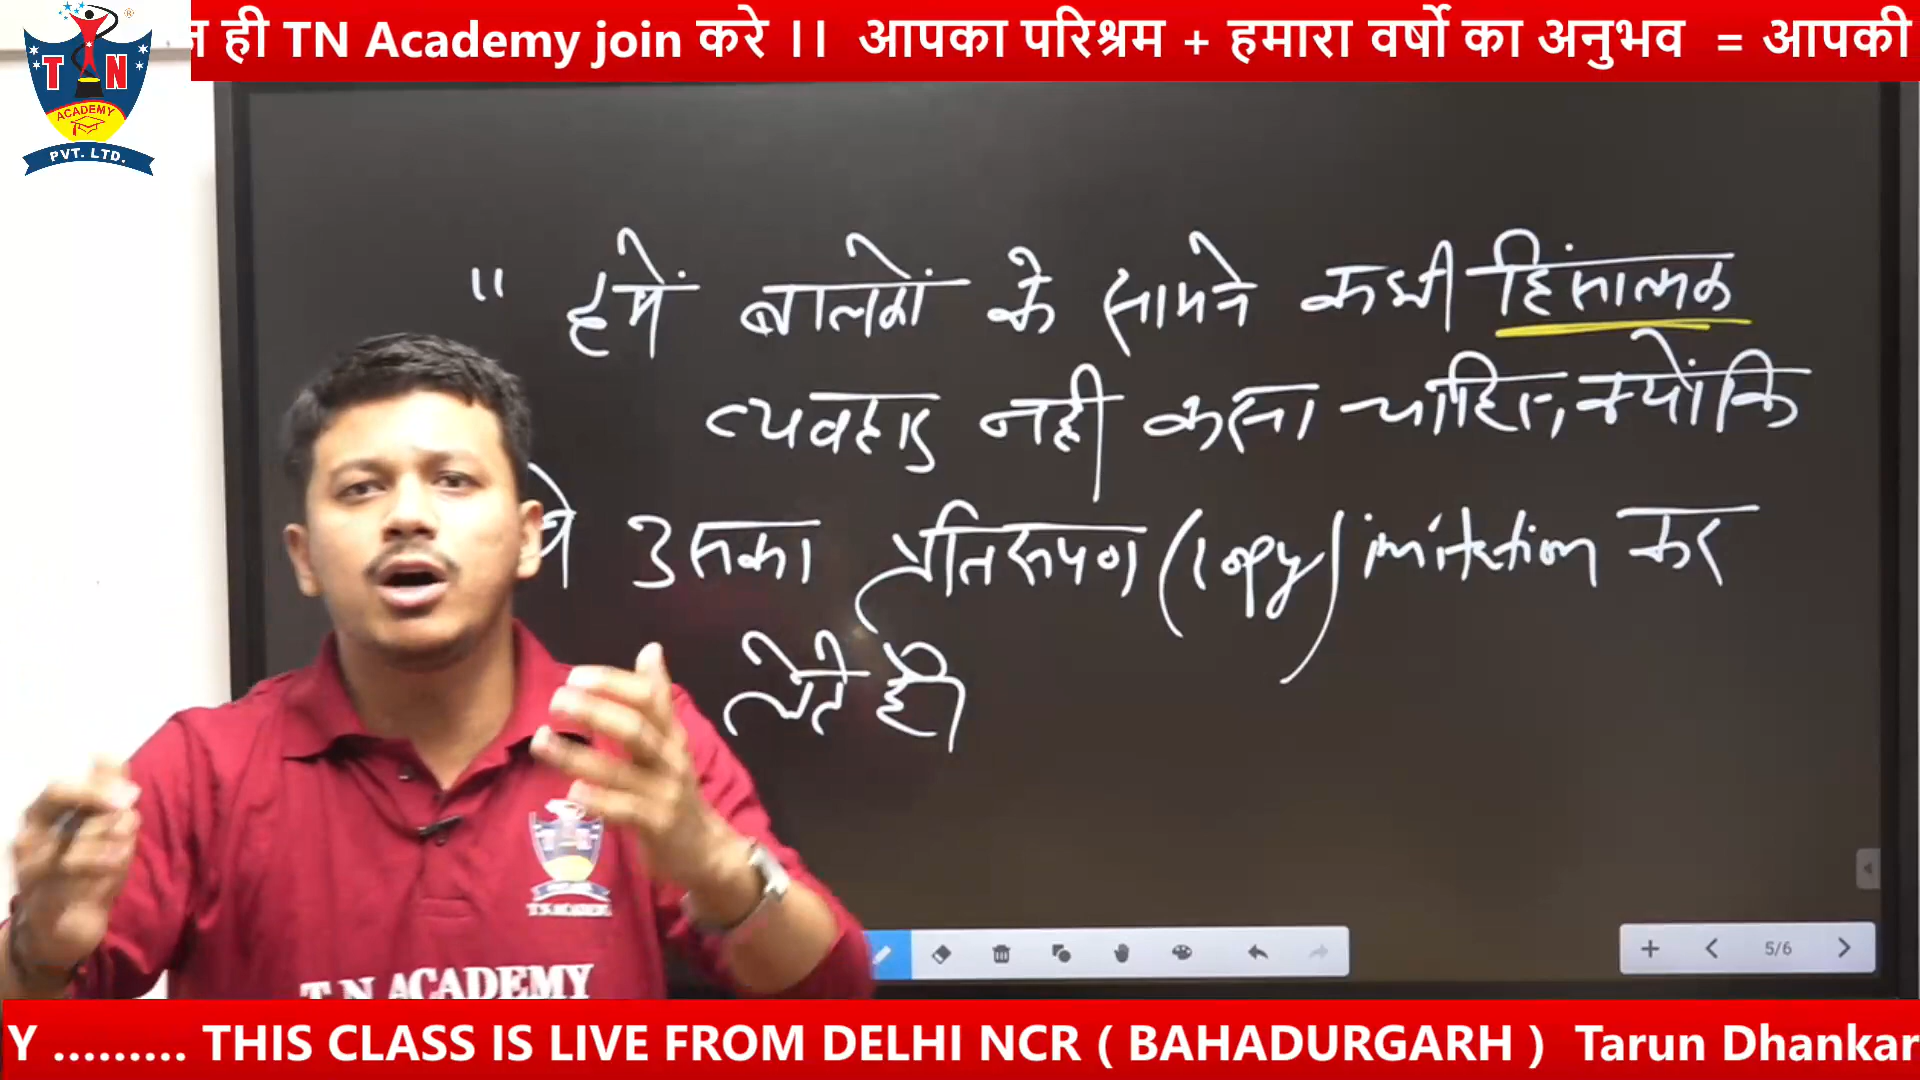 ही TN Academy join करे ।। आपका परिश्रम + हमारा वर्षो का अनुभव = आपकी
T N
ACADEMY
PVT. LTD.
" हमें बालकों के सामने कभी हिंसात्मक
व्यवहार नही करना चाहिए, क्योंकि
वे उसका प्रतिरूपण (copy) imitation कर
लेते है।
T N ACADEMY
5/6
Y ......... THIS CLASS IS LIVE FROM DELHI NCR ( BAHADURGARH ) Tarun Dhankar